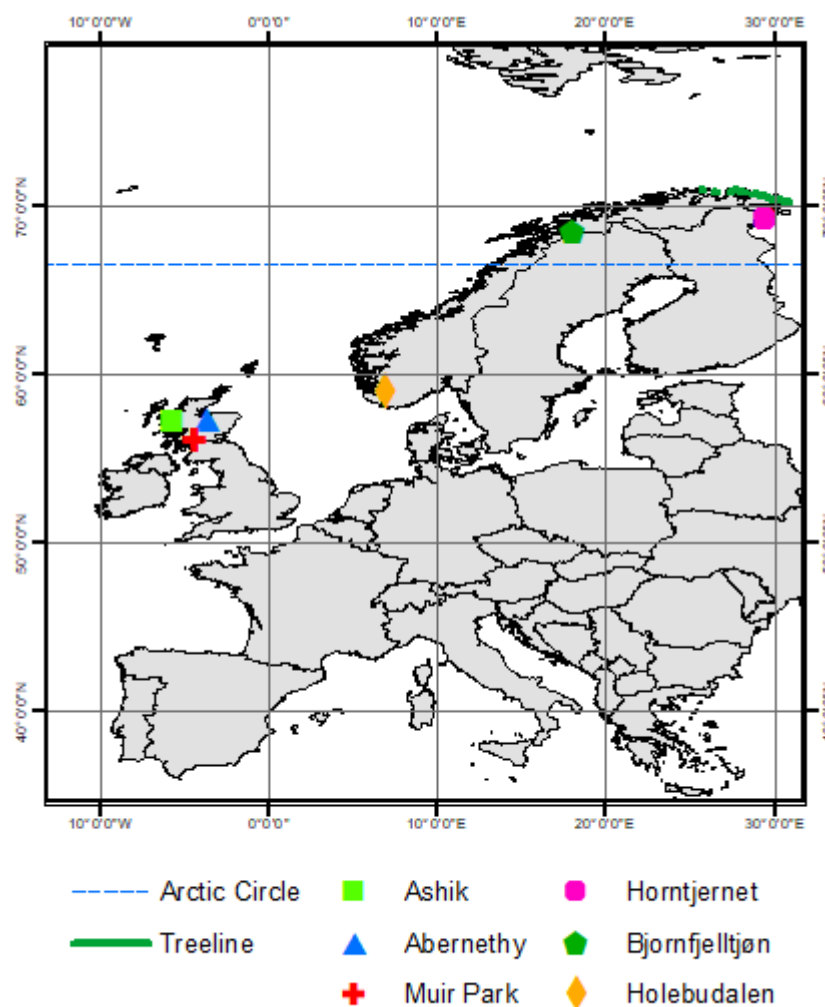 10°0'0"W 0°0'0" 10°0'0"E 20°0'0"E 30°0'0"E
70°0'0"N
60°0'0"N
50°0'0"N
40°0'0"N
10°0'0"W 0°0'0" 10°0'0"E 20°0'0"E 30°0'0"E
Arctic Circle Ashik Horntjernet
Treeline Abernethy Bjornfjelltjøn
Muir Park Holebudalen